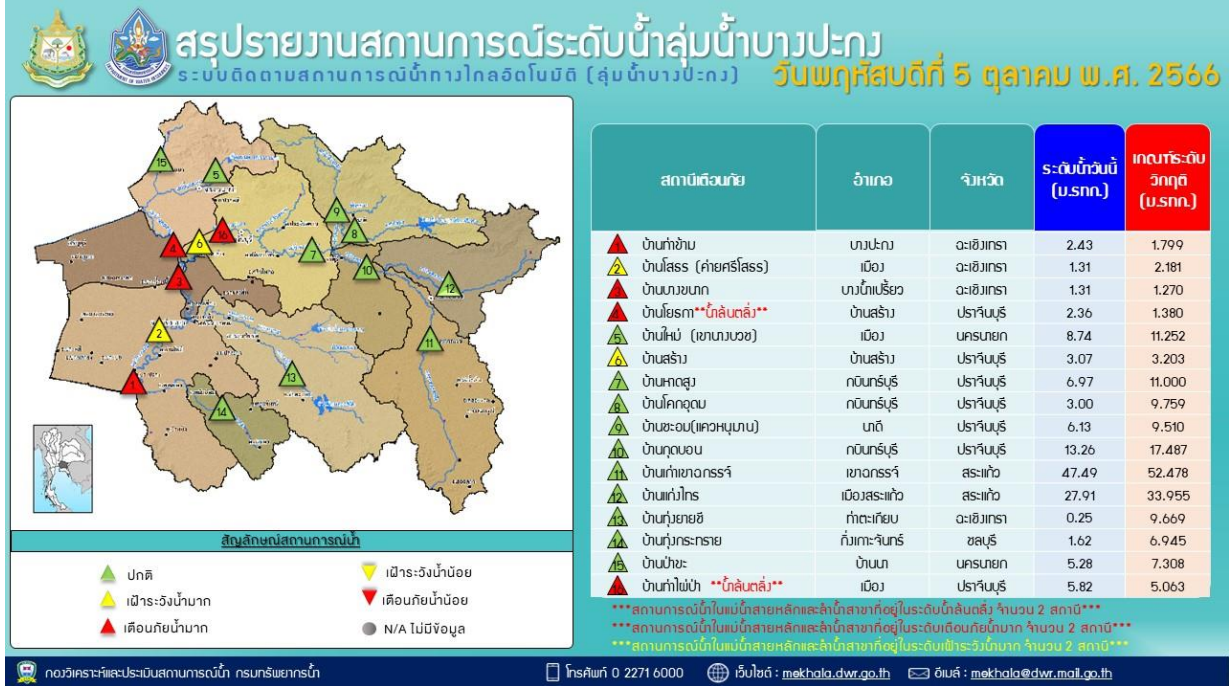 สรุปรายงานสถานการณ์ระดับน้ำลุ่มน้ำบางปะกง
ระบบติดตามสถานการณ์น้ำทางไกลอัตโนมัติ (ลุ่มน้ำบางปะกง)
วันพฤหัสบดีที่ 5 ตุลาคม พ.ศ. 2566
สถานีเตือนภัย อำเภอ จังหวัด ระดับน้ำวันนี้ (ม.รทก.) เกณฑ์ระดับวิกฤติ (ม.รทก.)
1 บ้านท่าข้าม บางปะกง ฉะเชิงเทรา 2.43 1.799
2 บ้านโสธร (ค่ายศรีโสธร) เมือง ฉะเชิงเทรา 1.31 2.181
3 บ้านบางขนาก บางน้ำเปรี้ยว ฉะเชิงเทรา 1.31 1.270
4 บ้านโยธกา**น้ำล้นตลิ่ง** บ้านสร้าง ปราจีนบุรี 2.36 1.380
5 บ้านใหม่ (เขานางบวช) เมือง นครนายก 8.74 11.252
6 บ้านสร้าง บ้านสร้าง ปราจีนบุรี 3.07 3.203
7 บ้านหาดสูง กบินทร์บุรี ปราจีนบุรี 6.97 11.000
8 บ้านโคกอุดม กบินทร์บุรี ปราจีนบุรี 3.00 9.759
9 บ้านชะอม(แควหนุมาน) นาดี ปราจีนบุรี 6.13 9.510
10 บ้านกุดบอน กบินทร์บุรี ปราจีนบุรี 13.26 17.487
11 บ้านเก่าเขาฉกรรจ์ เขาฉกรรจ์ สระแก้ว 47.49 52.478
12 บ้านแก่งไทร เมืองสระแก้ว สระแก้ว 27.91 33.955
13 บ้านทุ่งยายชี ท่าตะเกียบ ฉะเชิงเทรา 0.25 9.669
14 บ้านทุ่งกระทราย กิ่งเกาะจันทร์ ชลบุรี 1.62 6.945
15 บ้านป่าขะ บ้านนา นครนายก 5.28 7.308
16 บ้านท่าไผ่ป่า **น้ำล้นตลิ่ง** เมือง ปราจีนบุรี 5.82 5.063
***สถานการณ์น้ำในแม่น้ำสายหลักและลำน้ำสาขาที่อยู่ในระดับน้ำล้นตลิ่ง จำนวน 2 สถานี***
***สถานการณ์น้ำในแม่น้ำสายหลักและลำน้ำสาขาที่อยู่ในระดับเตือนภัยน้ำมาก จำนวน 2 สถานี***
***สถานการณ์น้ำในแม่น้ำสายหลักและลำน้ำสาขาที่อยู่ในระดับเฝ้าระวังน้ำมาก จำนวน 2 สถานี***
15
5
9
8
16
6
4
7
10
3
12
2
11
13
1
14
สัญลักษณ์สถานการณ์น้ำ
ปกติ
เฝ้าระวังน้ำน้อย
เฝ้าระวังน้ำมาก
เตือนภัยน้ำน้อย
เตือนภัยน้ำมาก
N/A ไม่มีข้อมูล
กองวิเคราะห์และประเมินสถานการณ์น้ำ กรมทรัพยากรน้ำ
โทรศัพท์ 0 2271 6000
เว็บไซต์ : mekhala.dwr.go.th
อีเมล์ : mekhala@dwr.mail.go.th